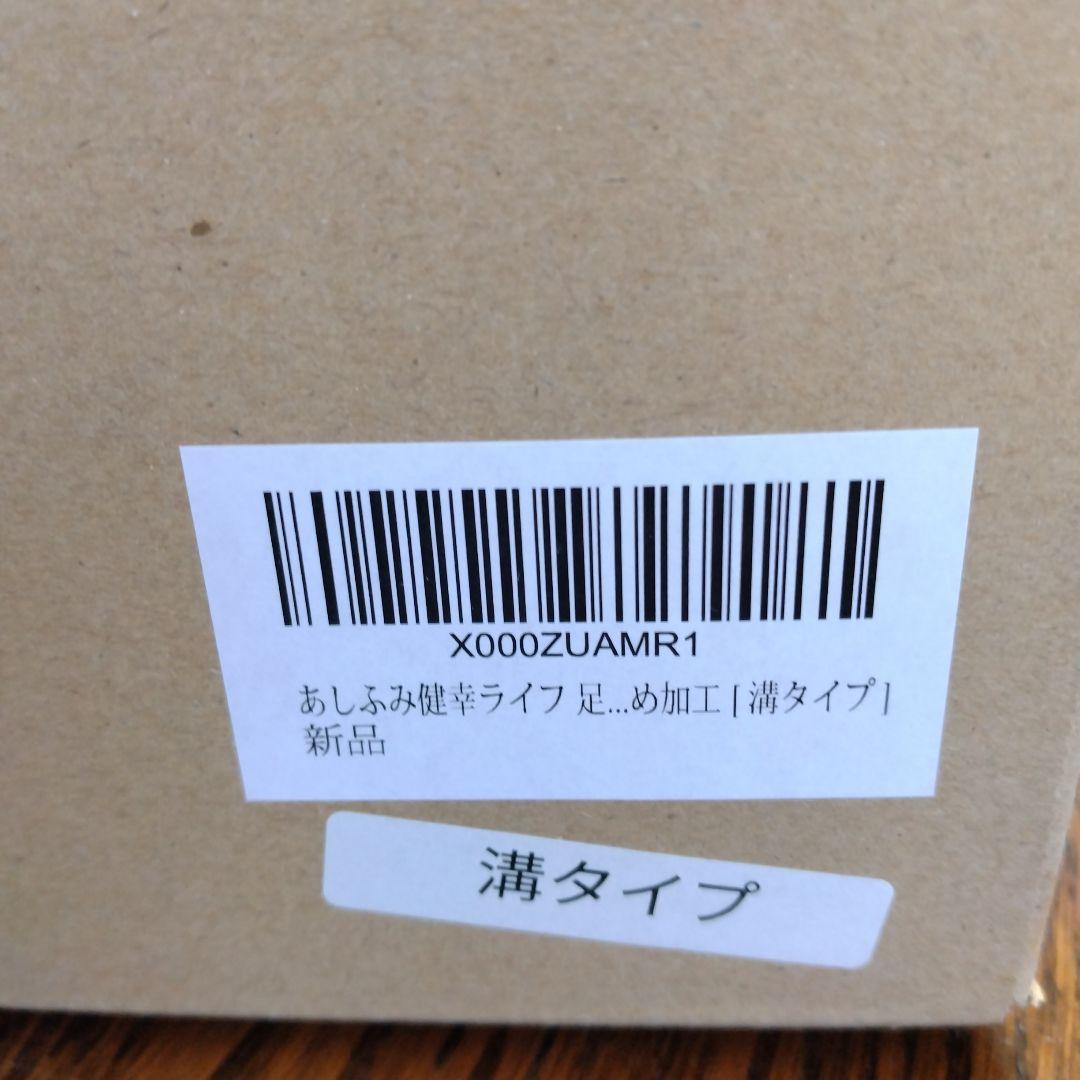 X000ZUAMR1
あしふみ健幸ライフ 足...め加工 [ 溝タイプ ]
新品
溝タイプ